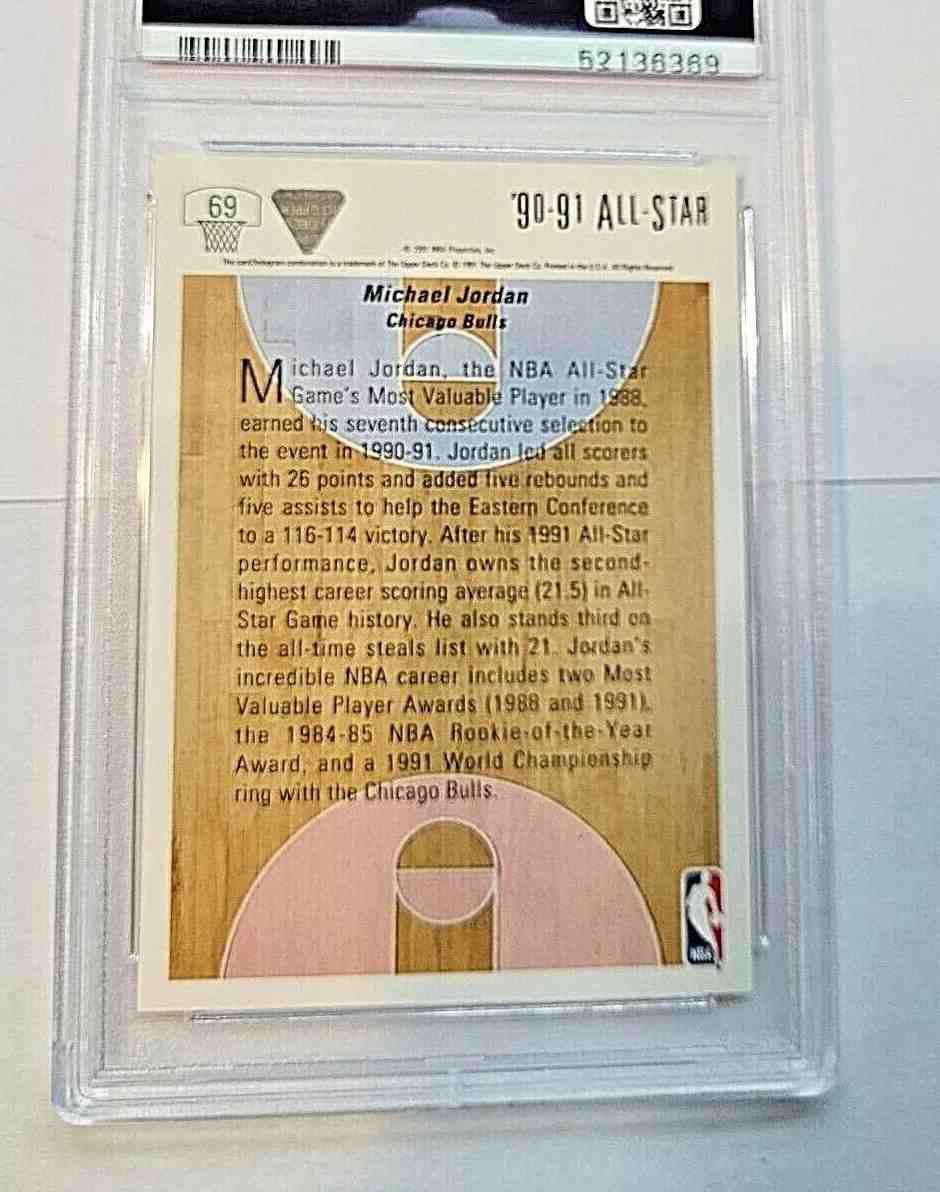 52136369
69
'90-91 ALL-STAR
© 1991 NBA Properties, Inc.
The card/hologram combination is a trademark of The Upper Deck Co. © 1991 The Upper Deck Co. Printed in the U.S.A. All Rights Reserved.
Michael Jordan
Chicago Bulls
Michael Jordan, the NBA All-Star
Game's Most Valuable Player in 1988,
earned his seventh consecutive selection to
the event in 1990-91. Jordan led all scorers
with 26 points and added five rebounds and
five assists to help the Eastern Conference
to a 116-114 victory. After his 1991 All-Star
performance, Jordan owns the second-
highest career scoring average (21.5) in All-
Star Game history. He also stands third on
the all-time steals list with 21. Jordan's
incredible NBA career includes two Most
Valuable Player Awards (1988 and 1991),
the 1984-85 NBA Rookie-of-the-Year
Award, and a 1991 World Championship
ring with the Chicago Bulls.
NBA